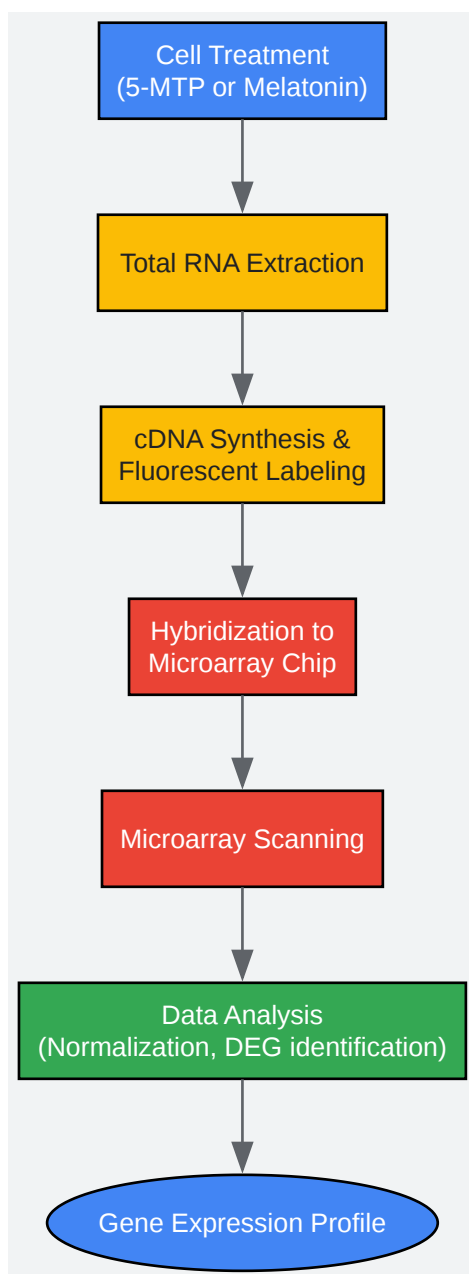 Cell Treatment
(5-MTP or Melatonin)
Total RNA Extraction
cDNA Synthesis &
Fluorescent Labeling
Hybridization to
Microarray Chip
Microarray Scanning
Data Analysis
(Normalization, DEG identification)
Gene Expression Profile